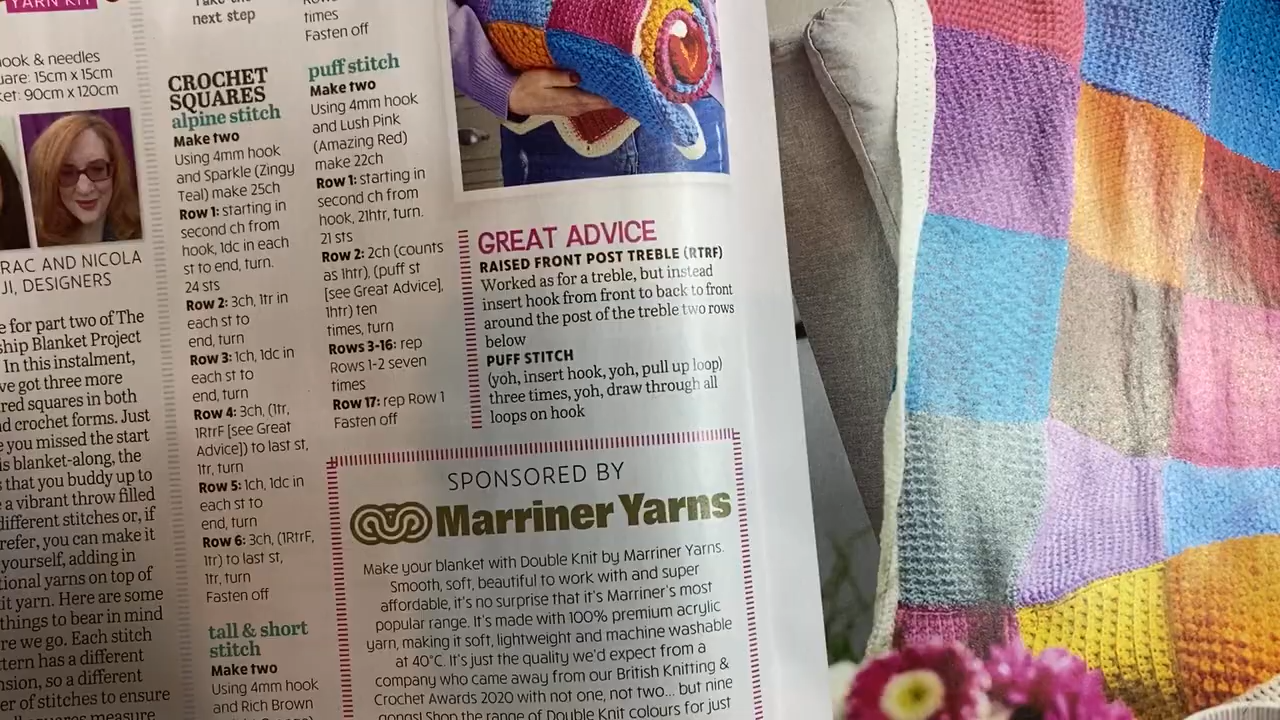 YARN KIT
hook & needles
uare: 15cm x 15cm
ket: 90cm x 120cm
RAC AND NICOLA
JI, DESIGNERS
e for part two of The
ship Blanket Project
In this instalment,
ve got three more
red squares in both
nd crochet forms. Just
e you missed the start
is blanket-along, the
s that you buddy up to
e a vibrant throw filled
different stitches or, if
refer, you can make it
yourself, adding in
tional yarns on top of
it yarn. Here are some
things to bear in mind
re we go. Each stitch
ttern has a different
nsion, so a different
er of stitches to ensure
ll squares measure
next step
CROCHET
SQUARES
alpine stitch
Make two
Using 4mm hook
and Sparkle (Zingy
Teal) make 25ch
Row 1: starting in
second ch from
hook, 1dc in each
st to end, turn.
24 sts
Row 2: 3ch, 1tr in
each st to
end, turn
Row 3: 1ch, 1dc in
each st to
end, turn
Row 4: 3ch, (1tr,
1RtrF [see Great
Advice]) to last st,
1tr, turn
Row 5: 1ch, 1dc in
each st to
end, turn
Row 6: 3ch, (1RtrF,
1tr) to last st,
1tr, turn
Fasten off
tall & short
stitch
Make two
Using 4mm hook
and Rich Brown
times
Fasten off
puff stitch
Make two
Using 4mm hook
and Lush Pink
(Amazing Red)
make 22ch
Row 1: starting in
second ch from
hook, 21htr, turn.
21 sts
Row 2: 2ch (counts
as 1htr), (puff st
[see Great Advice],
1htr) ten
times, turn
Rows 3-16: rep
Rows 1-2 seven
times
Row 17: rep Row 1
Fasten off
GREAT ADVICE
RAISED FRONT POST TREBLE (RTRF)
Worked as for a treble, but instead
insert hook from front to back to front
around the post of the treble two rows
below
PUFF STITCH
(yoh, insert hook, yoh, pull up loop)
three times, yoh, draw through all
loops on hook
SPONSORED BY
Marriner Yarns
Make your blanket with Double Knit by Marriner Yarns.
Smooth, soft, beautiful to work with and super
affordable, it's no surprise that it's Marriner's most
popular range. It's made with 100% premium acrylic
yarn, making it soft, lightweight and machine washable
at 40°C. It's just the quality we'd expect from a
company who came away from our British Knitting &
Crochet Awards 2020 with not one, not two... but nine
gongs! Shop the range of Double Knit colours for just